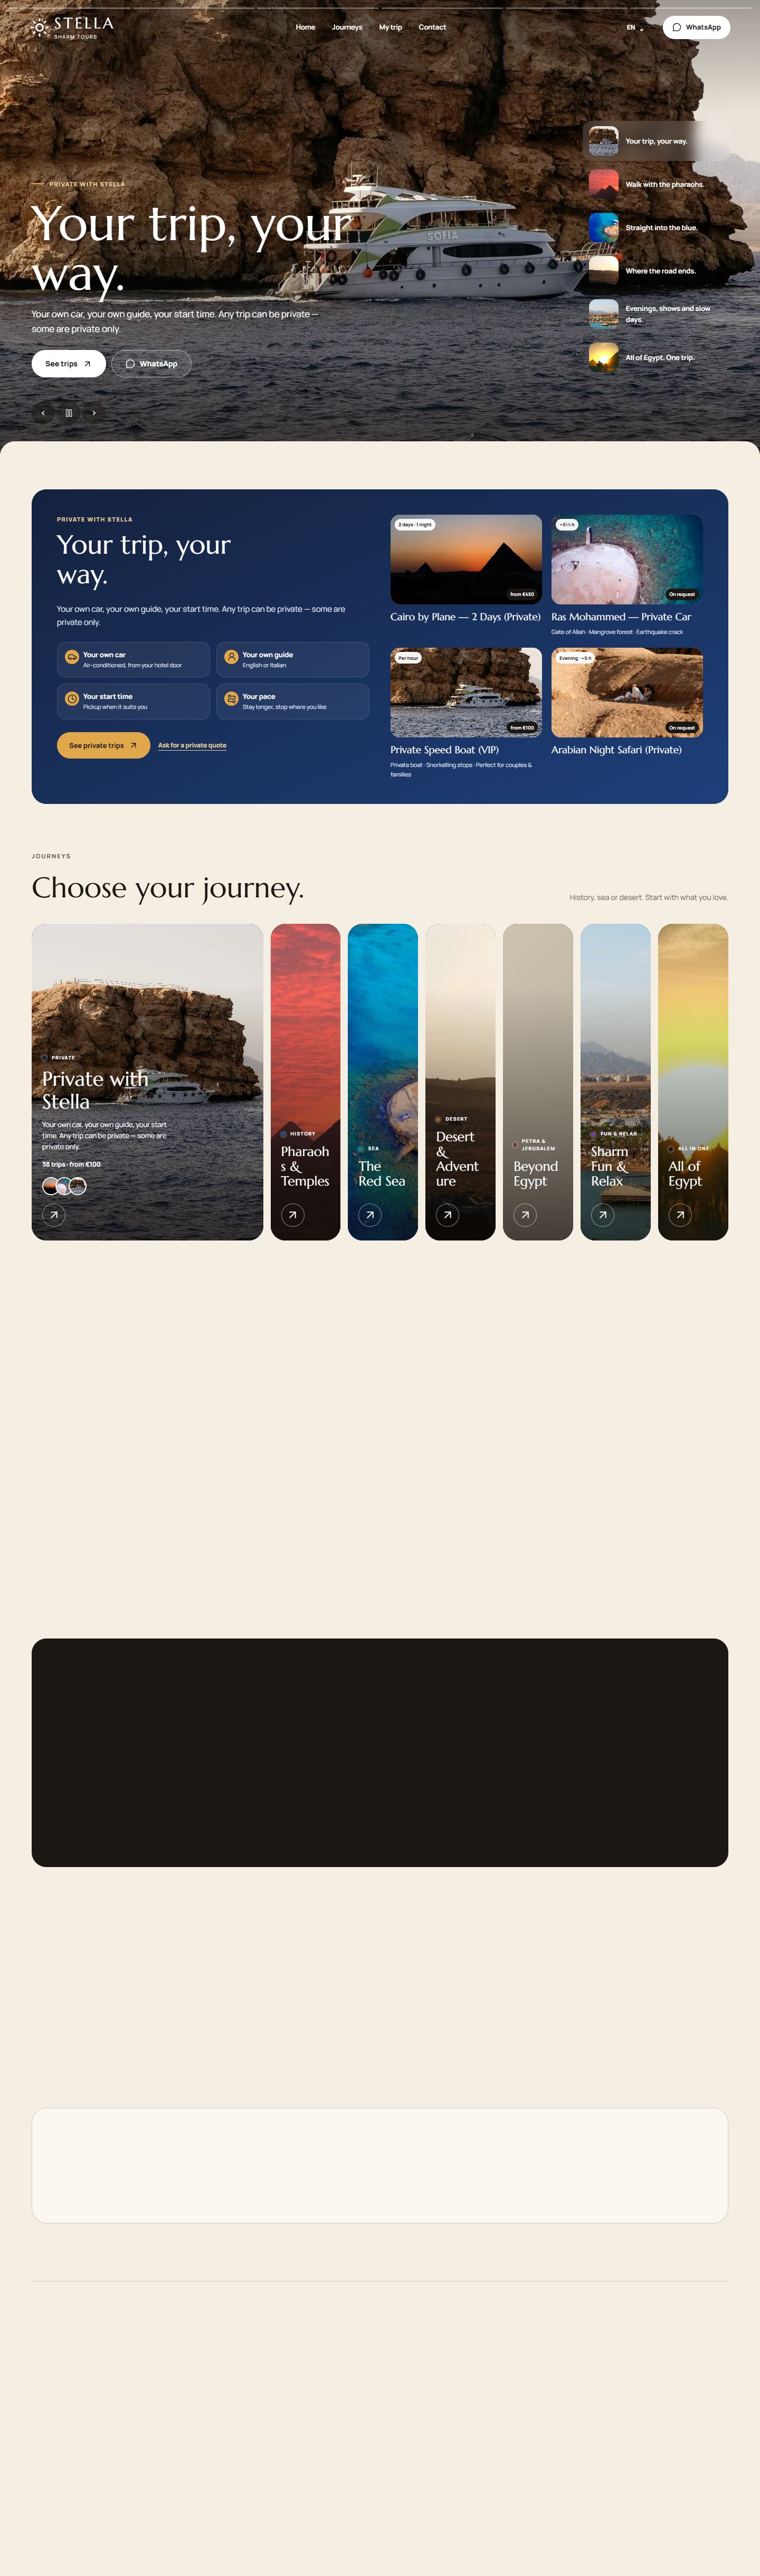 STELLA
SHARM TOURS
Home
Journeys
My trip
Contact
EN
WhatsApp
Your trip, your way.
Walk with the pharaohs.
Straight into the blue.
Where the road ends.
Evenings, shows and slow
days.
All of Egypt. One trip.
PRIVATE WITH STELLA
Your trip, your
way.
SOFIA
Your own car, your own guide, your start time. Any trip can be private —
some are private only.
See trips
WhatsApp
PRIVATE WITH STELLA
Your trip, your
way.
Your own car, your own guide, your start time. Any trip can be private — some are
private only.
Your own car
Air-conditioned, from your hotel door
Your own guide
English or Italian
Your start time
Pickup when it suits you
Your pace
Stay longer, stop where you like
See private trips
Ask for a private quote
2 days · 1 night
from €450
Cairo by Plane — 2 Days (Private)
~5½ h
On request
Ras Mohammed — Private Car
Gate of Allah · Mangrove forest · Earthquake crack
Per hour
from €100
Private Speed Boat (VIP)
Private boat · Snorkelling stops · Perfect for couples &
families
Evening · ~5 h
On request
Arabian Night Safari (Private)
JOURNEYS
Choose your journey.
History, sea or desert. Start with what you love.
PRIVATE
Private with
Stella
Your own car, your own guide, your start
time. Any trip can be private — some are
private only.
38 trips · from €100
HISTORY
Pharaoh
s &
Temples
SEA
The
Red Sea
DESERT
Desert
&
Advent
ure
PETRA &
JERUSALEM
Beyond
Egypt
FUN & RELAX
Sharm
Fun &
Relax
ALL IN ONE
All of
Egypt